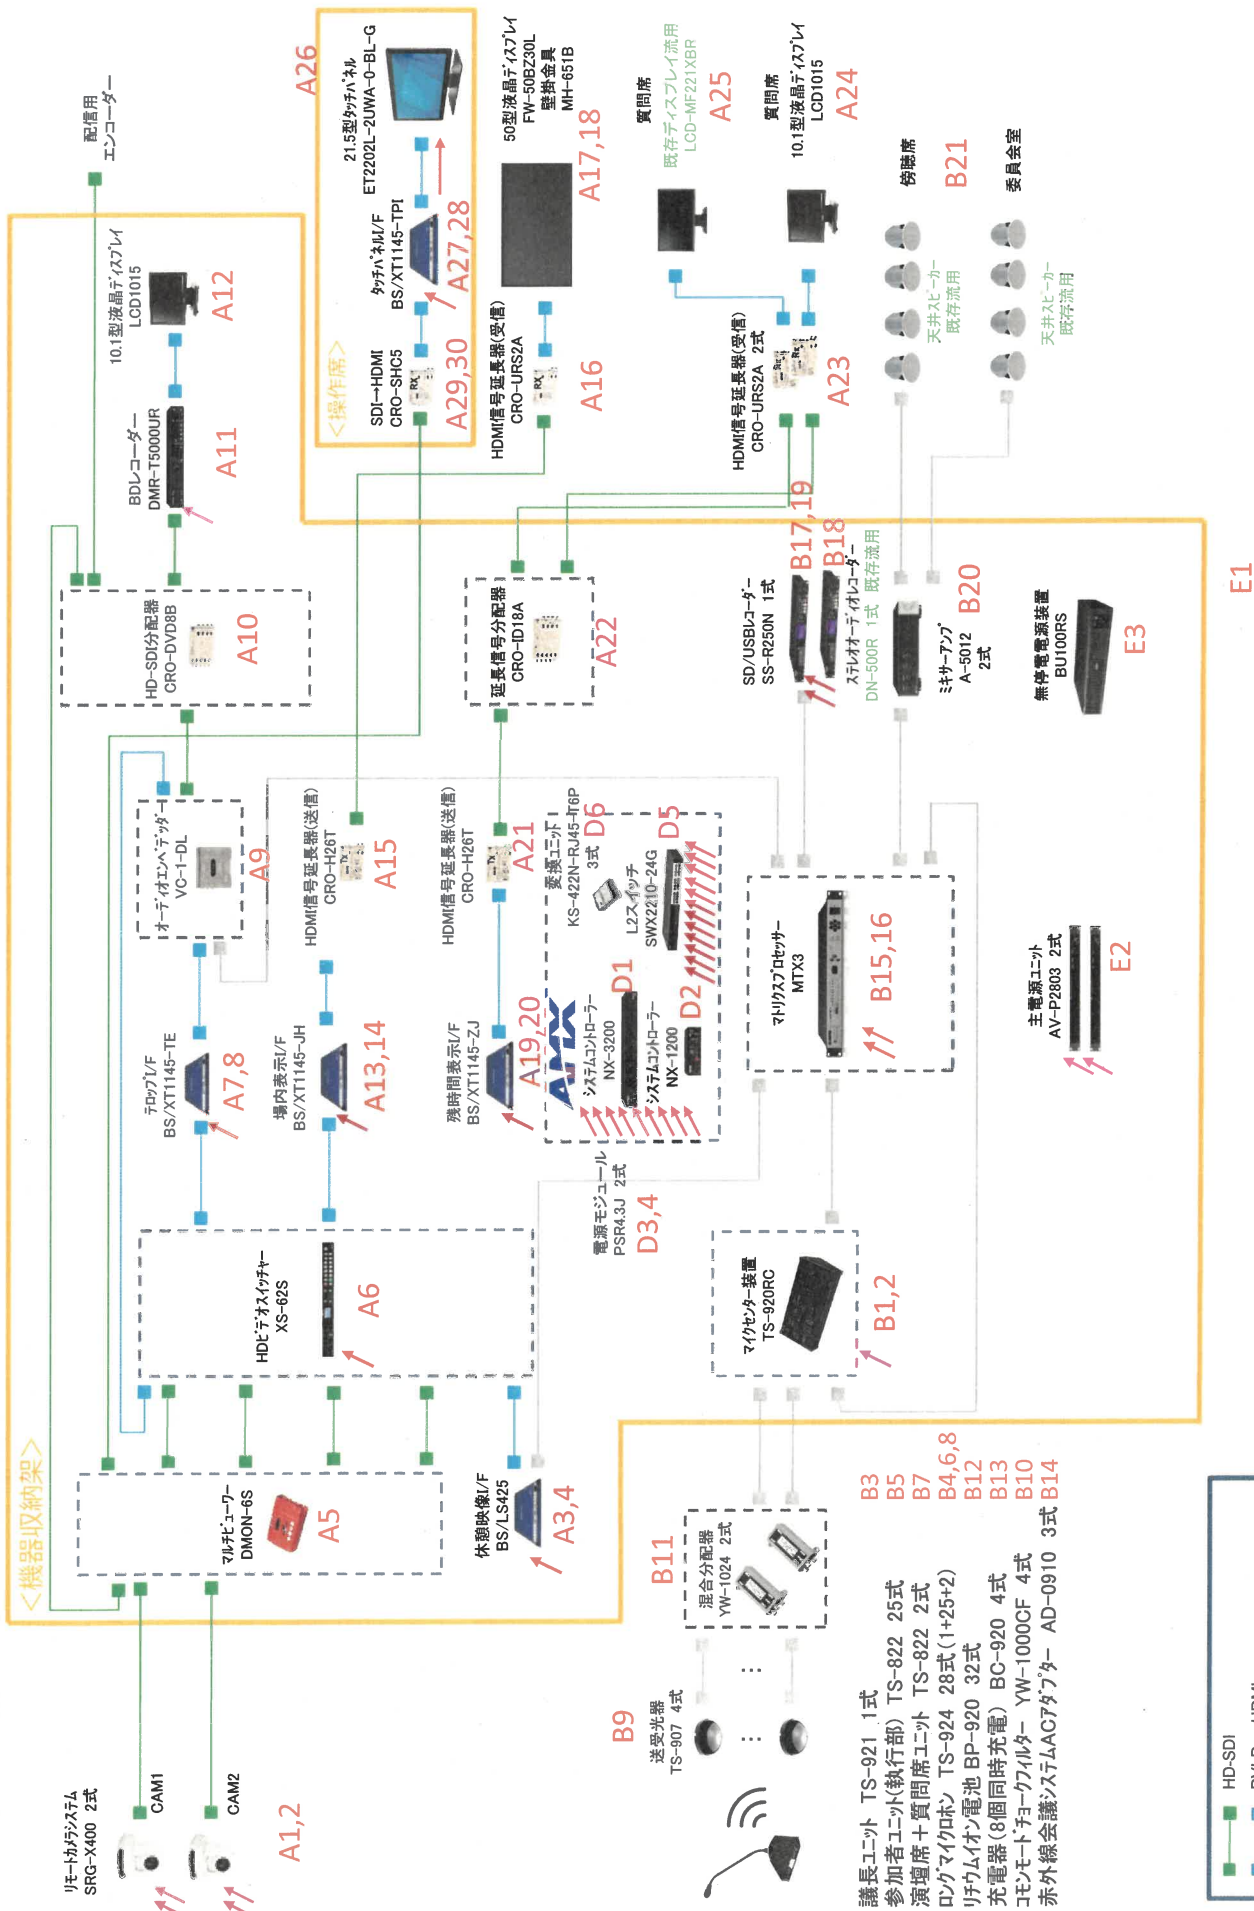 ＜機器収納架＞
リモートカメラシステム
SRG-X400 2式
CAM1
CAM2
A1,2
マルチビューワー
DMON-6S
A5
休憩映像I/F
BS/LS425
A3,4
HDビデオスイッチャー
XS-62S
A6
テロップI/F
BS/XT1145-TE
A7,8
場内表示I/F
BS/XT1145-JH
A13,14
残時間表示I/F
BS/XT1145-ZJ
A19,20
オーディオエンベデッダー
VC-1-DL
A9
HDMI信号延長器(送信)
CRO-H26T
A15
HDMI信号延長器(送信)
CRO-H26T
A21
HD-SDI分配器
CRO-DVD8B
A10
延長信号分配器
CRO-ID18A
A22
BDレコーダー
DMR-T5000UR
A11
10.1型液晶ディスプレイ
LCD1015
A12
配信用
エンコーダー
＜操作席＞
SDI→HDMI
CRO-SHC5
A29,30
タッチパネルI/F
BS/XT1145-TPI
A27,28
21.5型タッチパネル
ET2202L-2UWA-0-BL-G
A26
HDMI信号延長器(受信)
CRO-URS2A
A16
50型液晶ディスプレイ
FW-50BZ30L
壁掛金具
MH-651B
A17,18
HDMI信号延長器(受信)
CRO-URS2A 2式
A23
質問席
既存ディスプレイ流用
LCD-MF221XBR
A25
質問席
10.1型液晶ディスプレイ
LCD1015
A24
電源モジュール
PSR4.3J 2式
D3,4
AMX
システムコントローラー
NX-3200
D1
システムコントローラー
NX-1200
D2
変換ユニット
KS-422N-RJ45-T6P
3式
D6
L2スイッチ
SWX2210-24G
D5
SD/USBレコーダー
SS-R250N 1式
B17,19
B18
ステレオオーディオレコーダー
DN-500R 1式 既存流用
ミキサーアンプ
A-5012
2式
B20
天井スピーカー
既存流用
傍聴席
B21
天井スピーカー
既存流用
委員会室
マトリクスプロセッサー
MTX3
B15,16
マイクセンター装置
TS-920RC
B1,2
主電源ユニット
AV-P2803 2式
E2
無停電電源装置
BU100RS
E3
E1
B9
送受光器
TS-907 4式
B11
混合分配器
YW-1024 2式
議長ユニット TS-921 1式 B3
参加者ユニット(執行部) TS-822 25式 B5
演壇席＋質問席ユニット TS-822 2式 B7
ロングマイクロホン TS-924 28式(1+25+2) B4,6,8
リチウムイオン電池 BP-920 32式 B12
充電器(8個同時充電) BC-920 4式 B13
コモンモードチョークフィルター YW-1000CF 4式 B10
赤外線会議システムACアダプター AD-0910 3式 B14
HD-SDI